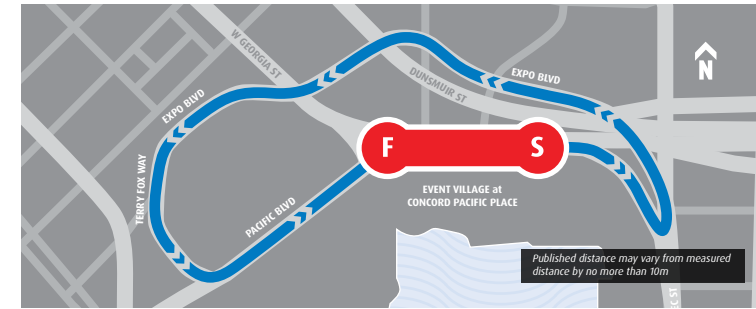 W GEORGIA ST
DUNSMUIR ST
EXPO BLVD
N
EXPO BLVD
TERRY FOX WAY
PACIFIC BLVD
F
S
EVENT VILLAGE at
CONCORD PACIFIC PLACE
Published distance may vary from measured
distance by no more than 10m